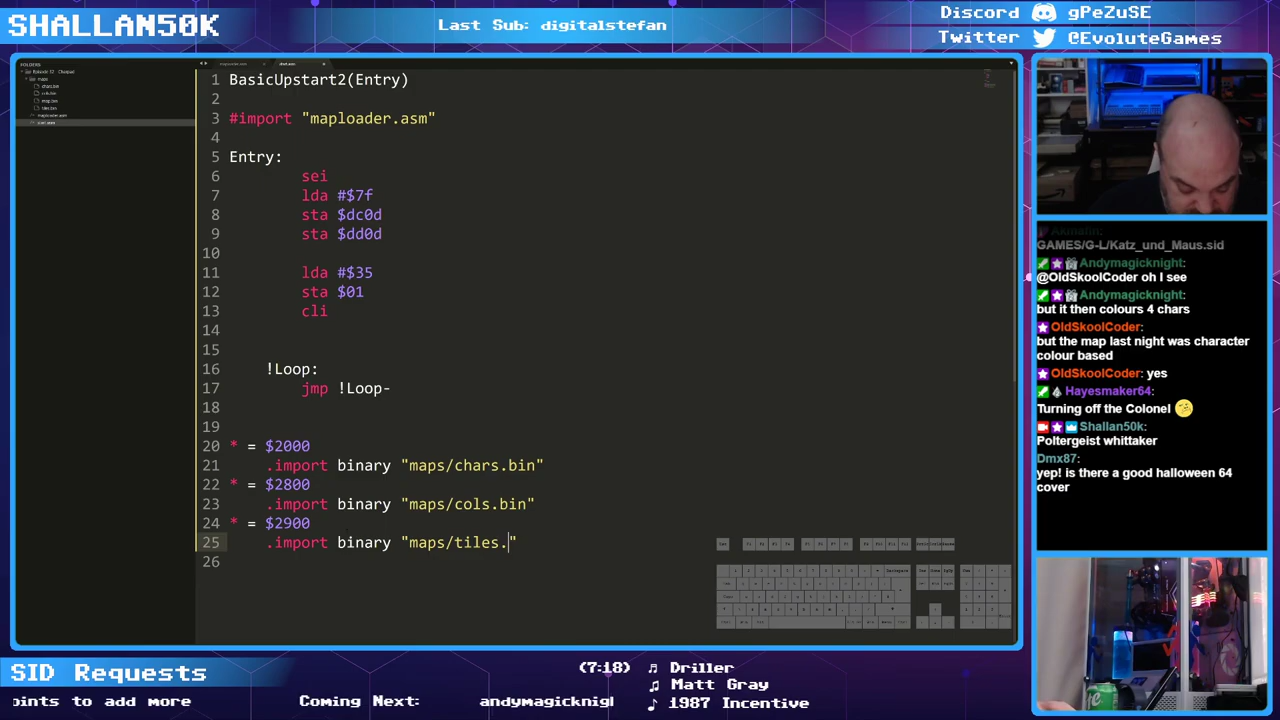 SHALLAN50K
Last Sub: digitalstefan
Discord gPeZuSE
Twitter @EvoluteGames
FOLDERS
maps
1 BasicUpstart2(Entry)
2
3 #import "maploader.asm"
4
5 Entry:
6 sei
7 lda #$7f
8 sta $dc0d
9 sta $dd0d
10
11 lda #$35
12 sta $01
13 cli
14
15
16 !Loop:
17 jmp !Loop-
18
19
20 * = $2000
21 .import binary "maps/chars.bin"
22 * = $2800
23 .import binary "maps/cols.bin"
24 * = $2900
25 .import binary "maps/tiles."
26
GAMES/G-L/Katz_und_Maus.sid
Andymagicknight:
@OldSkoolCoder oh I see
Andymagicknight:
but it then colours 4 chars
OldSkoolCoder:
but the map last night was character
colour based
OldSkoolCoder: yes
Hayesmaker64:
Turning off the Colonel 🤔
Shallan50k:
Poltergeist whittaker
Dmx87:
yep! is there a good halloween 64
cover
SID Requests
(7:18) ♬ Driller
♫ Matt Gray
♪ 1987 Incentive
oints to add more
Coming Next:
andymagicknigl